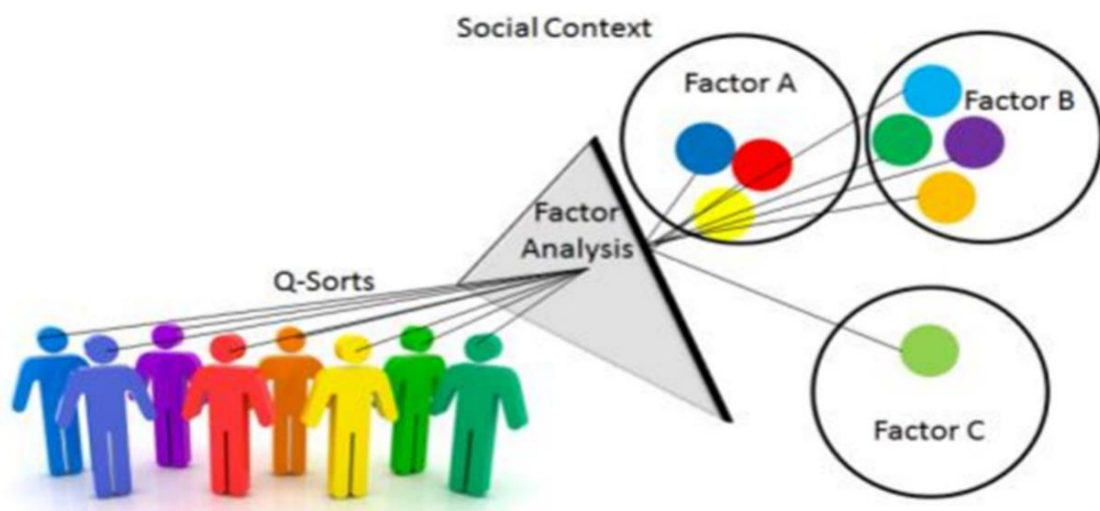 Social Context
Factor A
Factor B
Factor
Analysis
Q-Sorts
Factor C